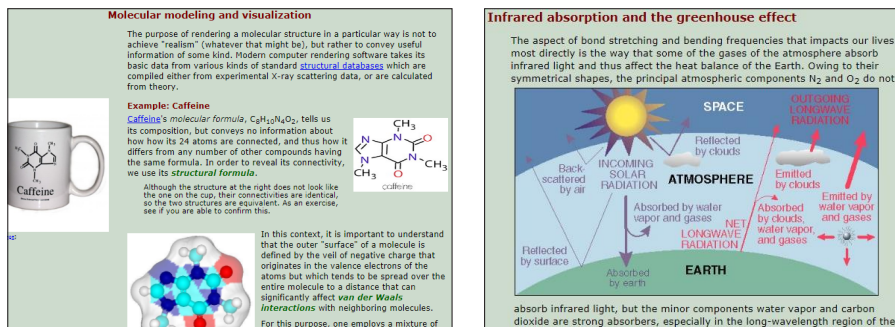 Molecular modeling and visualization
The purpose of rendering a molecular structure in a particular way is not to
achieve "realism" (whatever that might be), but rather to convey useful
information of some kind. Modern computer rendering software takes its
basic data from various kinds of standard structural databases which are
compiled either from experimental X-ray scattering data, or are calculated
from theory.
Example: Caffeine
Caffeine's molecular formula, C8H10N4O2, tells us
its composition, but conveys no information about
how how its 24 atoms are connected, and thus how it
differs from any number of other compounds having
the same formula. In order to reveal its connectivity,
we use its structural formula.
Although the structure at the right does not look like
the one on the cup, their connectivities are identical,
so the two structures are equivalent. As an exercise,
see if you are able to confirm this.
Caffeine
CH3
O
N
N
N
N
CH3
O
CH3
caffeine
In this context, it is important to understand
that the outer "surface" of a molecule is
defined by the veil of negative charge that
originates in the valence electrons of the
atoms but which tends to be spread over the
entire molecule to a distance that can
significantly affect van der Waals
interactions with neighboring molecules.
For this purpose, one employs a mixture of
Infrared absorption and the greenhouse effect
The aspect of bond stretching and bending frequencies that impacts our lives
most directly is the way that some of the gases of the atmosphere absorb
infrared light and thus affect the heat balance of the Earth. Owing to their
symmetrical shapes, the principal atmospheric components N2 and O2 do not
SPACE
OUTGOING
LONGWAVE
RADIATION
Reflected
by clouds
Back-
scattered
by air
INCOMING
SOLAR
RADIATION
ATMOSPHERE
Emitted
by clouds
Absorbed by water
vapor and gases
Absorbed
by clouds,
water vapor,
and gases
Emitted by
water vapor
and gases
NET
LONGWAVE
RADIATION
Reflected
by surface
Absorbed
by earth
EARTH
absorb infrared light, but the minor components water vapor and carbon
dioxide are strong absorbers, especially in the long-wavelength region of the